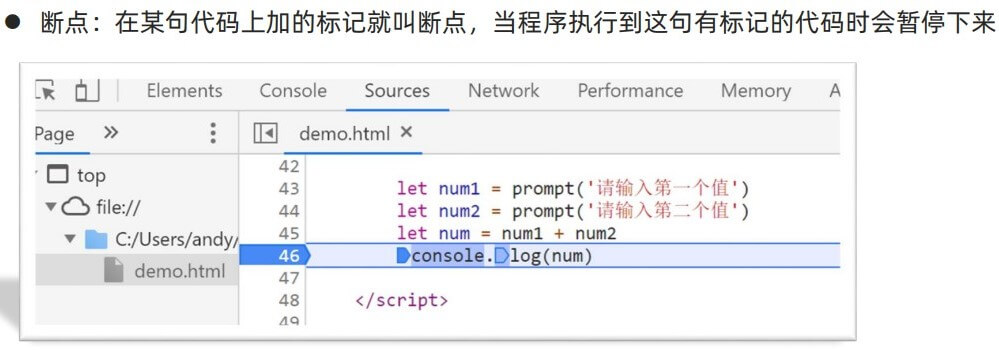 ● 断点：在某句代码上加的标记就叫断点，当程序执行到这句有标记的代码时会暂停下来
Elements Console Sources Network Performance Memory A
Page » demo.html ×
top
file://
C:/Users/andy/
demo.html
42
43 let num1 = prompt('请输入第一个值')
44 let num2 = prompt('请输入第二个值')
45 let num = num1 + num2
46 console.log(num)
47
48 </script>
49